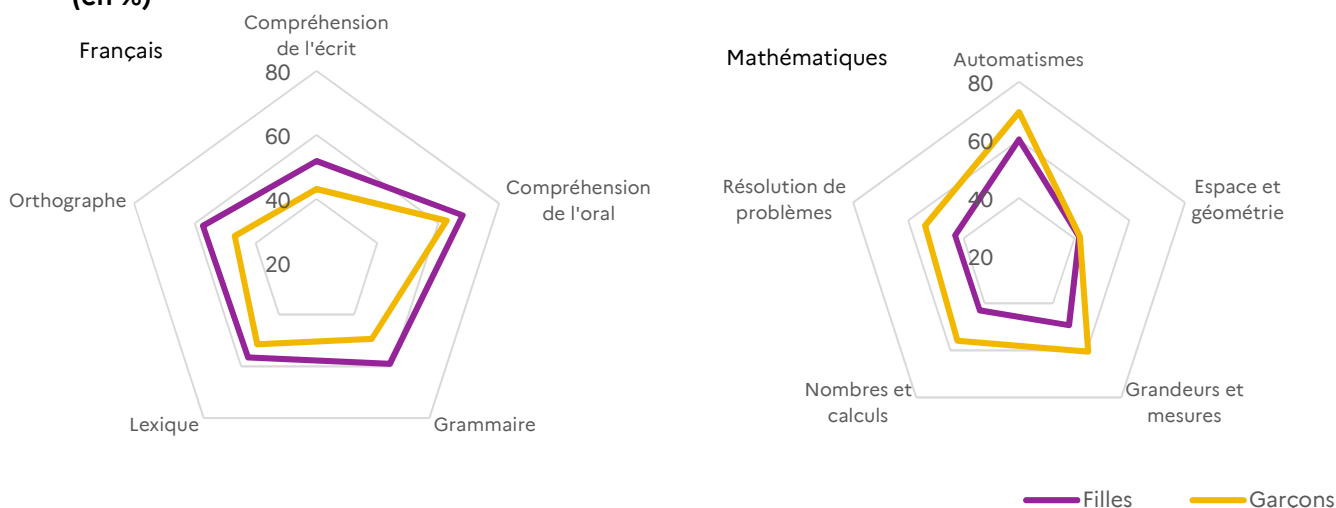 (en %)
Français
Compréhension
de l'écrit
80
60
40
20
Orthographe
Compréhension
de l'oral
Lexique
Grammaire
Mathématiques
Automatismes
80
60
40
20
Résolution de
problèmes
Espace et
géométrie
Nombres et
calculs
Grandeurs et
mesures
Filles
Garçons